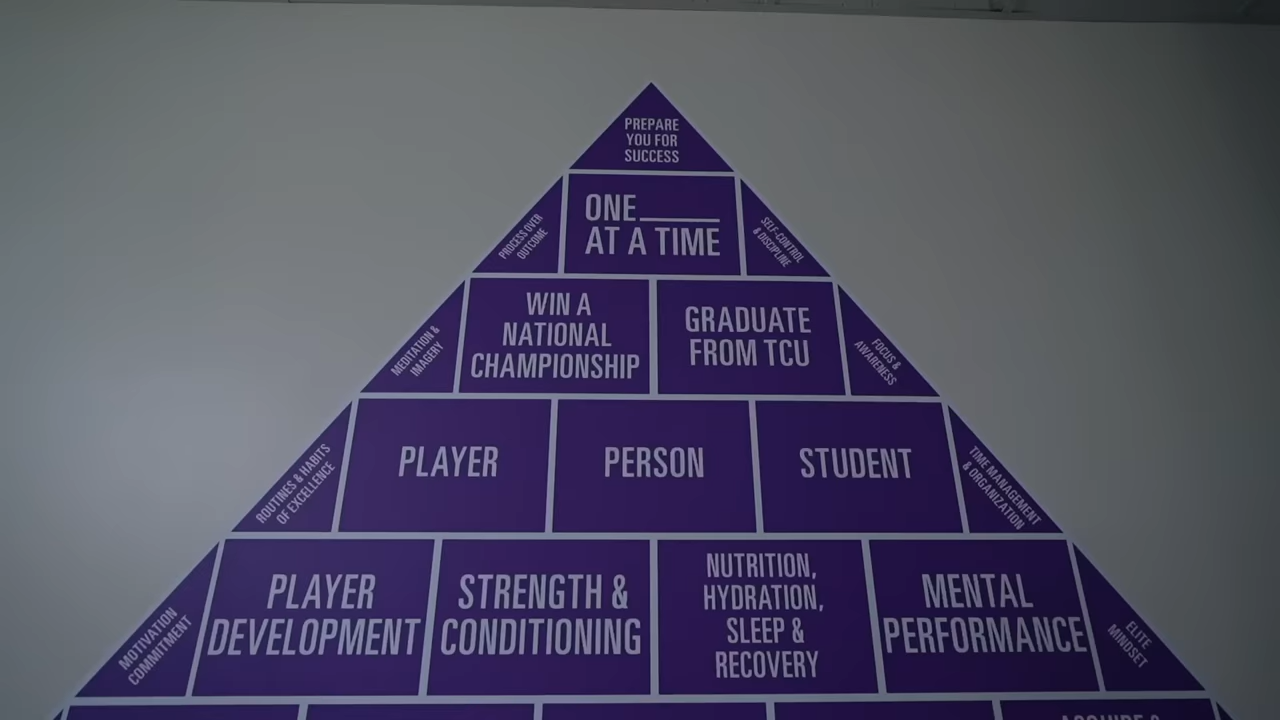 PREPARE
YOU FOR
SUCCESS
PROCESS OVER
OUTCOME
ONE______
AT A TIME
SELF-CONTROL
& DISCIPLINE
MEDITATION &
IMAGERY
WIN A
NATIONAL
CHAMPIONSHIP
GRADUATE
FROM TCU
FOCUS &
AWARENESS
ROUTINES & HABITS
OF EXCELLENCE
PLAYER
PERSON
STUDENT
TIME MANAGEMENT
& ORGANIZATION
MOTIVATION
COMMITMENT
PLAYER
DEVELOPMENT
STRENGTH &
CONDITIONING
NUTRITION,
HYDRATION,
SLEEP &
RECOVERY
MENTAL
PERFORMANCE
ELITE
MINDSET